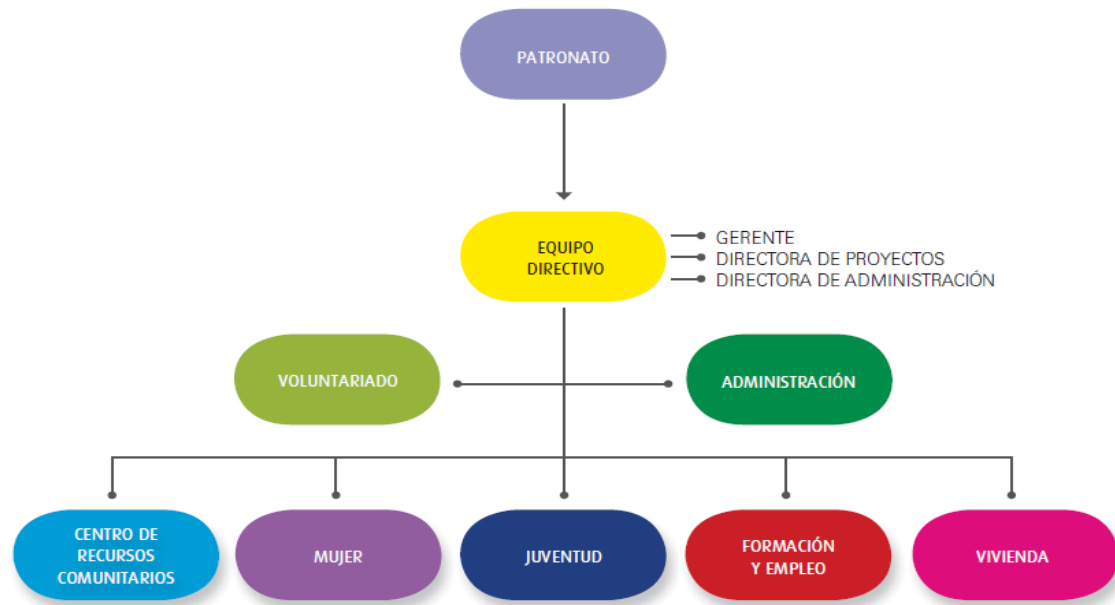 PATRONATO
EQUIPO
DIRECTIVO
GERENTE
DIRECTORA DE PROYECTOS
DIRECTORA DE ADMINISTRACIÓN
VOLUNTARIADO
ADMINISTRACIÓN
CENTRO DE
RECURSOS
COMUNITARIOS
MUJER
JUVENTUD
FORMACIÓN
Y EMPLEO
VIVIENDA